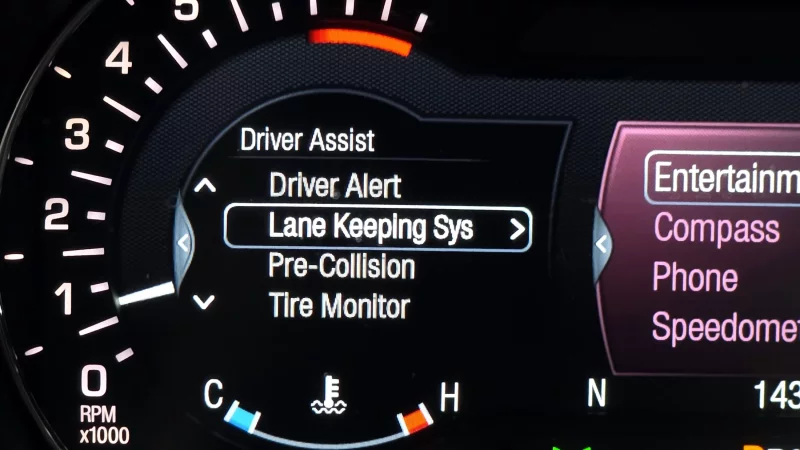 5
4
3
2
1
0
RPM
x1000
Driver Assist
Driver Alert
Lane Keeping Sys
Pre-Collision
Tire Monitor
C
H
Entertainm
Compass
Phone
Speedomet
N
143